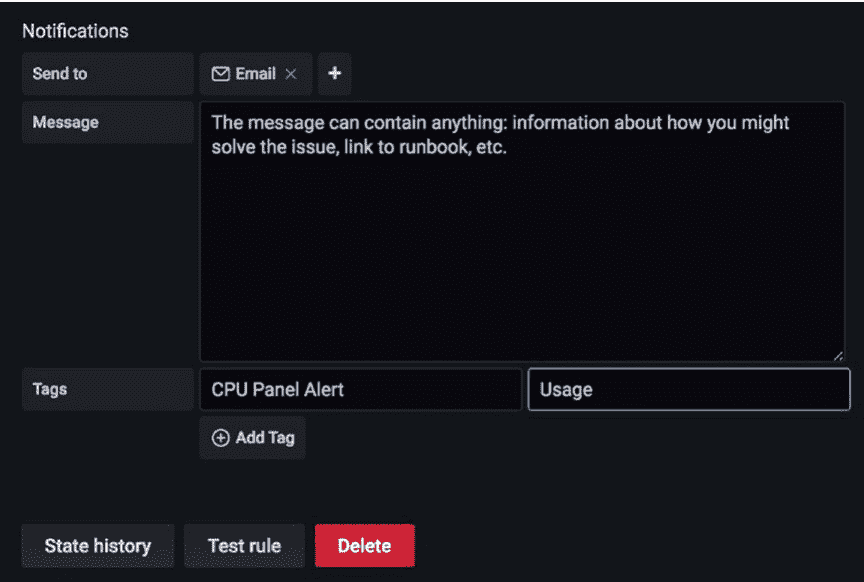 Notifications
Send to
Email
Message
The message can contain anything: information about how you might
solve the issue, link to runbook, etc.
Tags
CPU Panel Alert
Usage
Add Tag
State history
Test rule
Delete